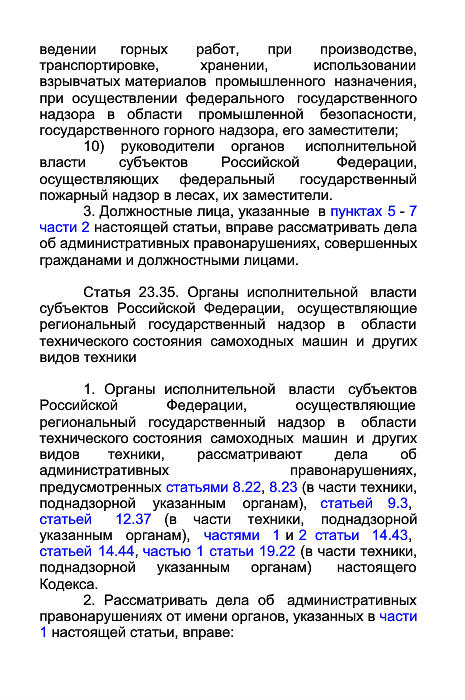 ведении горных работ, при производстве,
транспортировке, хранении, использовании
взрывчатых материалов промышленного назначения,
при осуществлении федерального государственного
надзора в области промышленной безопасности,
государственного горного надзора, его заместители;
10) руководители органов исполнительной
власти субъектов Российской Федерации,
осуществляющих федеральный государственный
пожарный надзор в лесах, их заместители.
3. Должностные лица, указанные в пунктах 5 - 7
части 2 настоящей статьи, вправе рассматривать дела
об административных правонарушениях, совершенных
гражданами и должностными лицами.
Статья 23.35. Органы исполнительной власти
субъектов Российской Федерации, осуществляющие
региональный государственный надзор в области
технического состояния самоходных машин и других
видов техники
1. Органы исполнительной власти субъектов
Российской Федерации, осуществляющие
региональный государственный надзор в области
технического состояния самоходных машин и других
видов техники, рассматривают дела об
административных правонарушениях,
предусмотренных статьями 8.22, 8.23 (в части техники,
поднадзорной указанным органам), статьей 9.3,
статьей 12.37 (в части техники, поднадзорной
указанным органам), частями 1 и 2 статьи 14.43,
статьей 14.44, частью 1 статьи 19.22 (в части техники,
поднадзорной указанным органам) настоящего
Кодекса.
2. Рассматривать дела об административных
правонарушениях от имени органов, указанных в части
1 настоящей статьи, вправе: